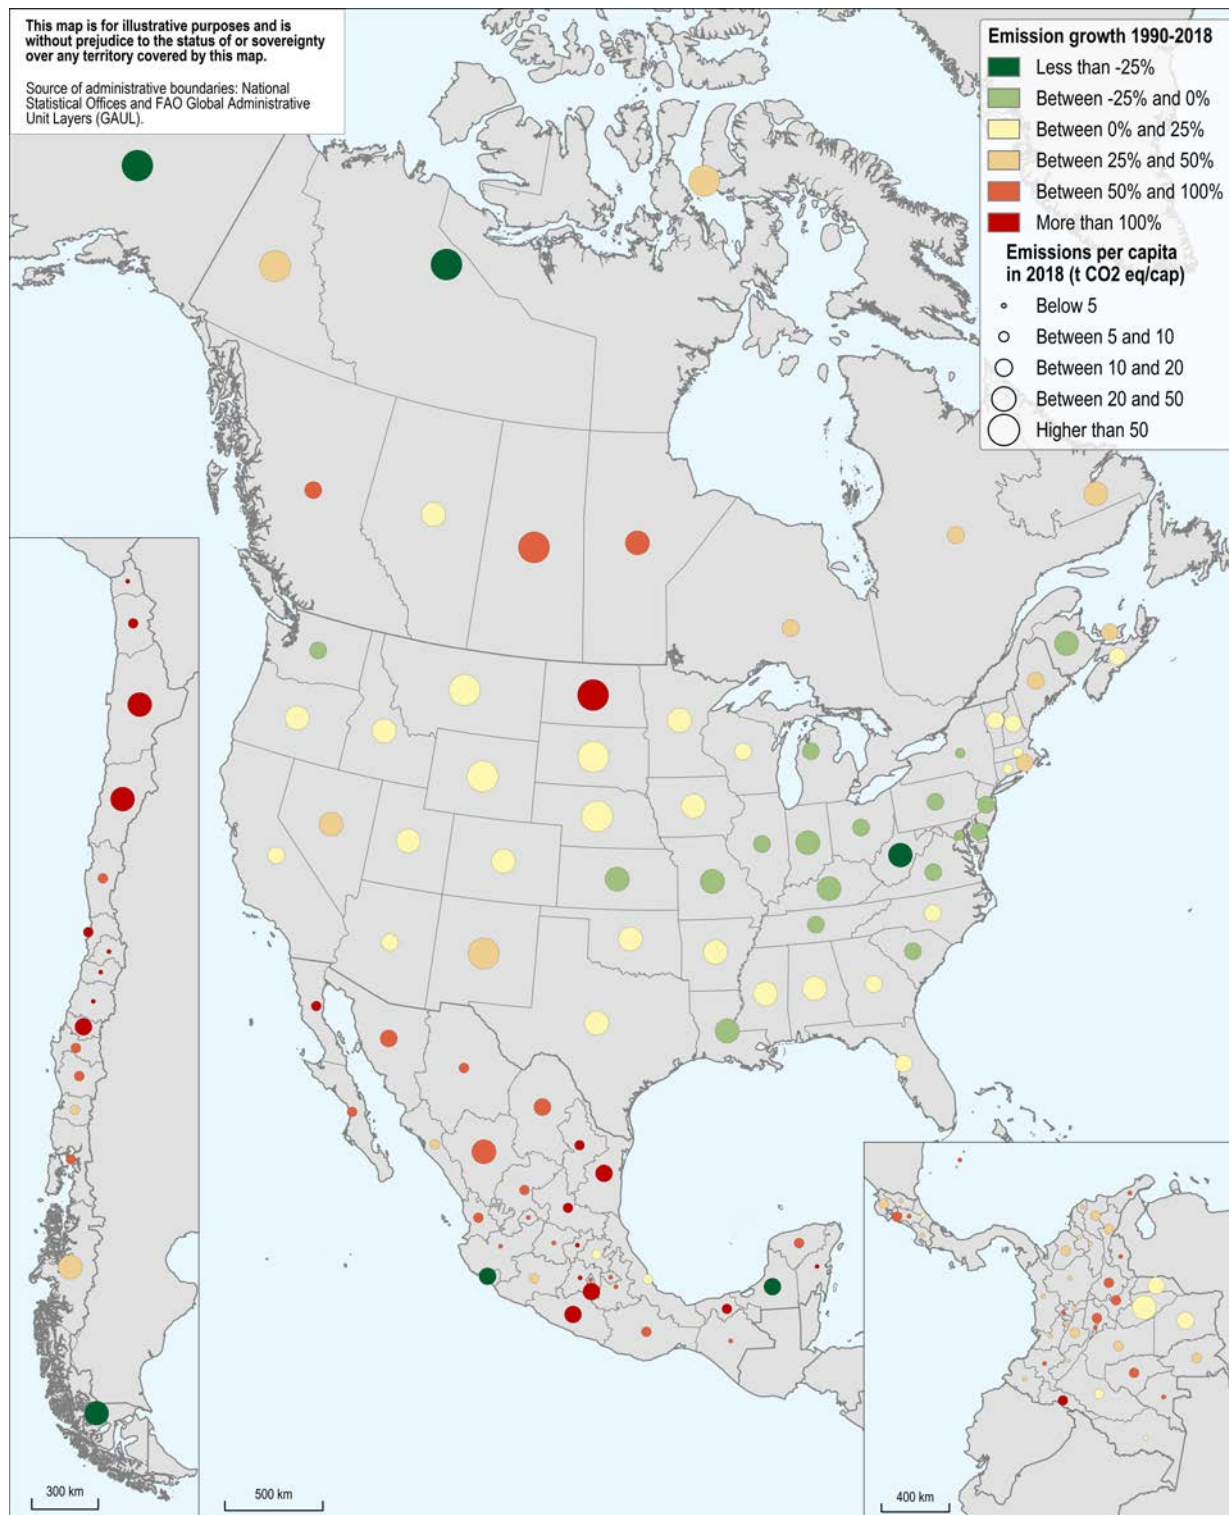 This map is for illustrative purposes and is
without prejudice to the status of or sovereignty
over any territory covered by this map.
Source of administrative boundaries: National
Statistical Offices and FAO Global Administrative
Unit Layers (GAUL).
Emission growth 1990-2018
Less than -25%
Between -25% and 0%
Between 0% and 25%
Between 25% and 50%
Between 50% and 100%
More than 100%
Emissions per capita
in 2018 (t CO2 eq/cap)
Below 5
Between 5 and 10
Between 10 and 20
Between 20 and 50
Higher than 50
300 km
500 km
400 km